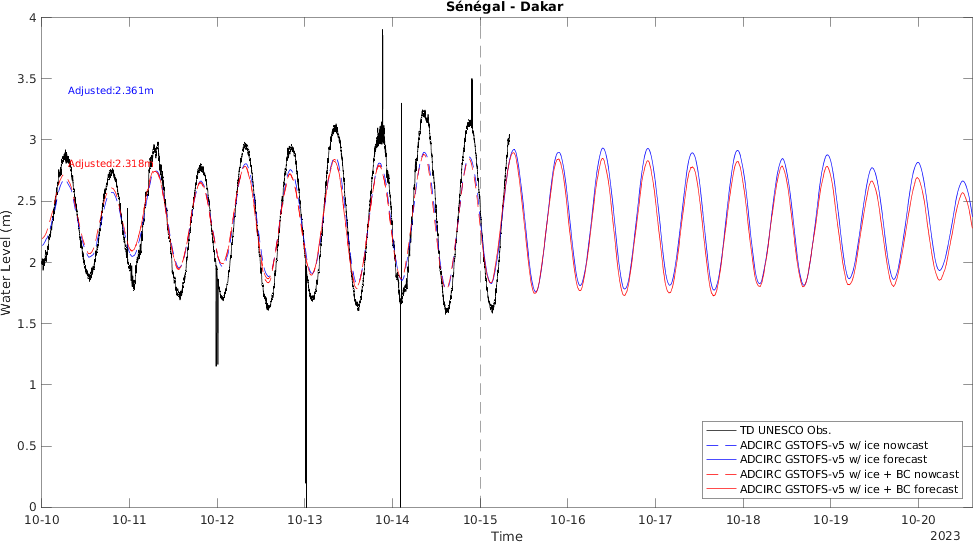 Sénégal - Dakar
4
3.5
3
2.5
2
1.5
1
0.5
0
Water Level (m)
Adjusted:2.361m
Adjusted:2.318m
TD UNESCO Obs.
ADCIRC GSTOFS-v5 w/ ice nowcast
ADCIRC GSTOFS-v5 w/ ice forecast
ADCIRC GSTOFS-v5 w/ ice + BC nowcast
ADCIRC GSTOFS-v5 w/ ice + BC forecast
10-10 10-11 10-12 10-13 10-14 10-15 10-16 10-17 10-18 10-19 10-20
Time
2023